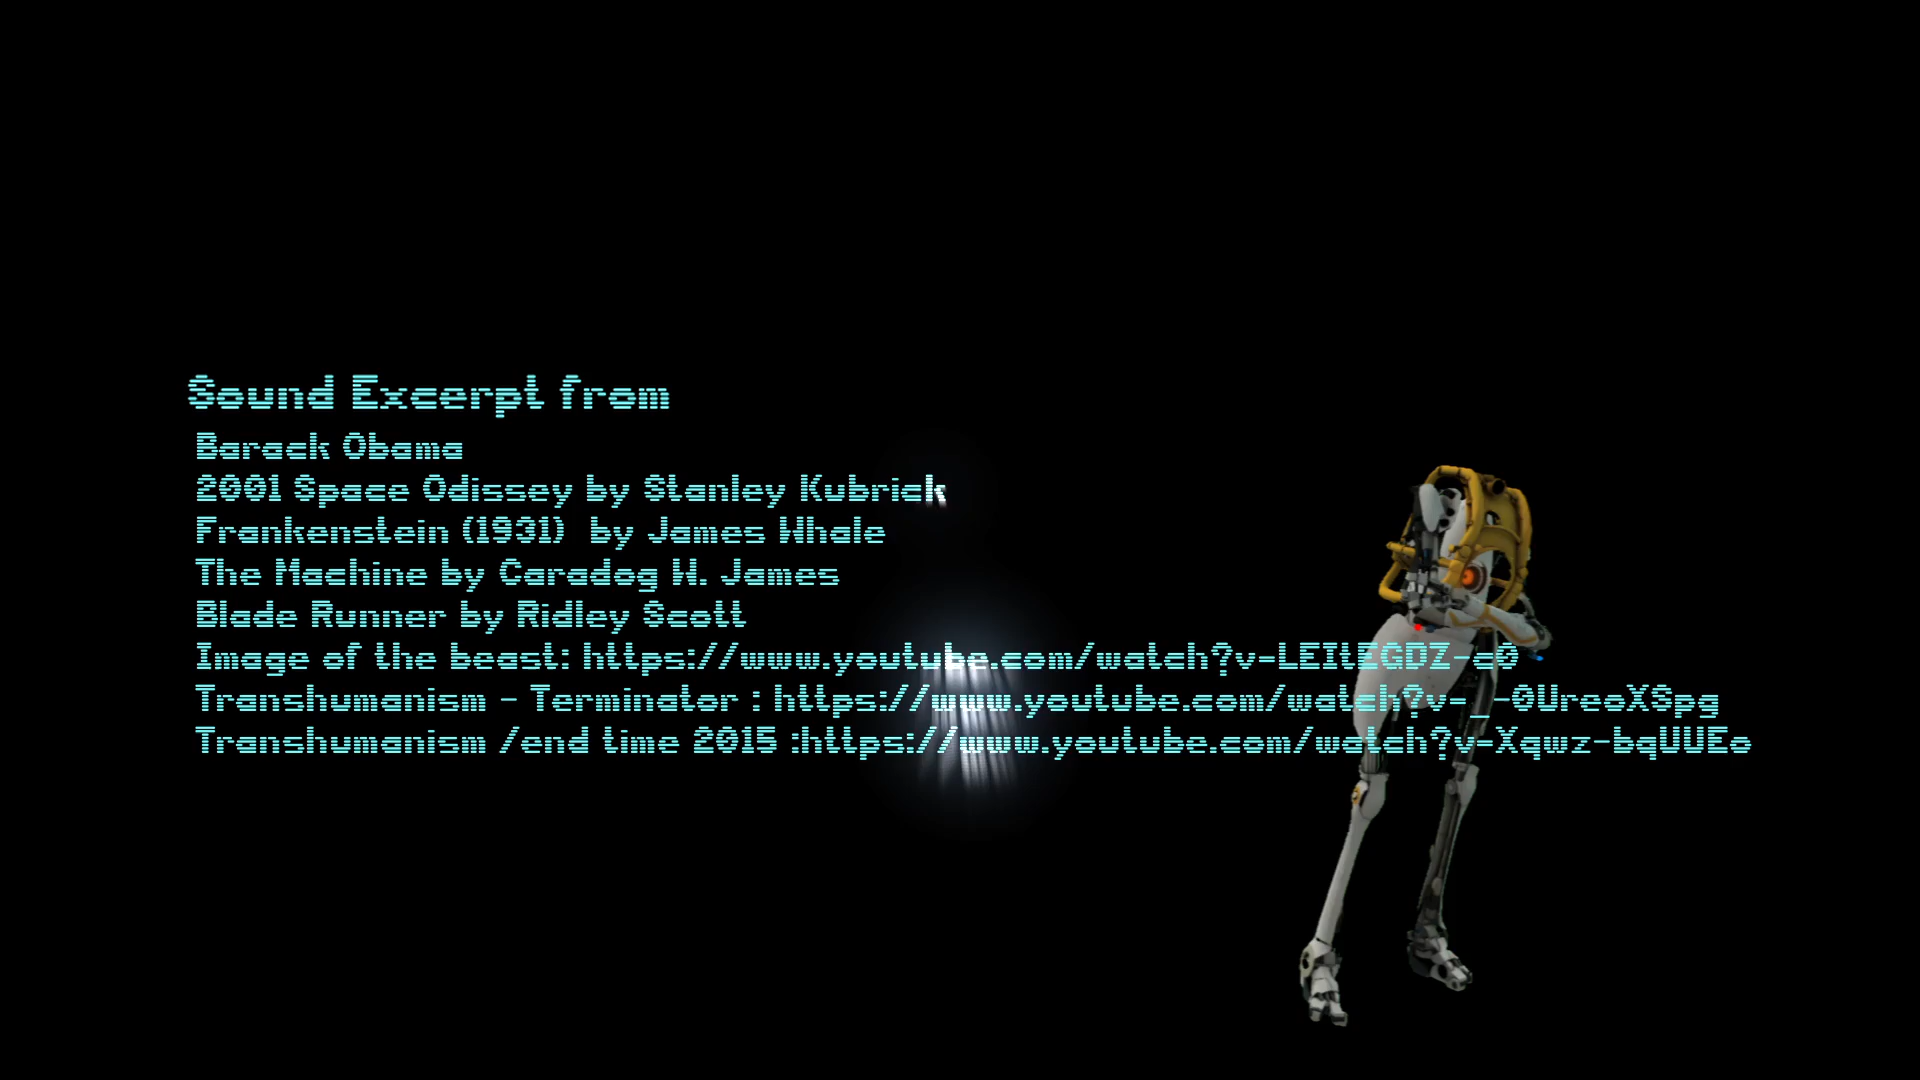 Sound Excerpt from
Barack Obama
2001 Space Odissey by Stanley Kubrick
Frankenstein (1931) by James Whale
The Machine by Caradog W. James
Blade Runner by Ridley Scott
Image of the beast: https://www.youtube.com/watch?v=LEItEGDZ-c0
Transhumanism - Terminator : https://www.youtube.com/watch?v=_-0UreoXSpg
Transhumanism /end time 2015 :https://www.youtube.com/watch?v=Xqwz-bqUUEo